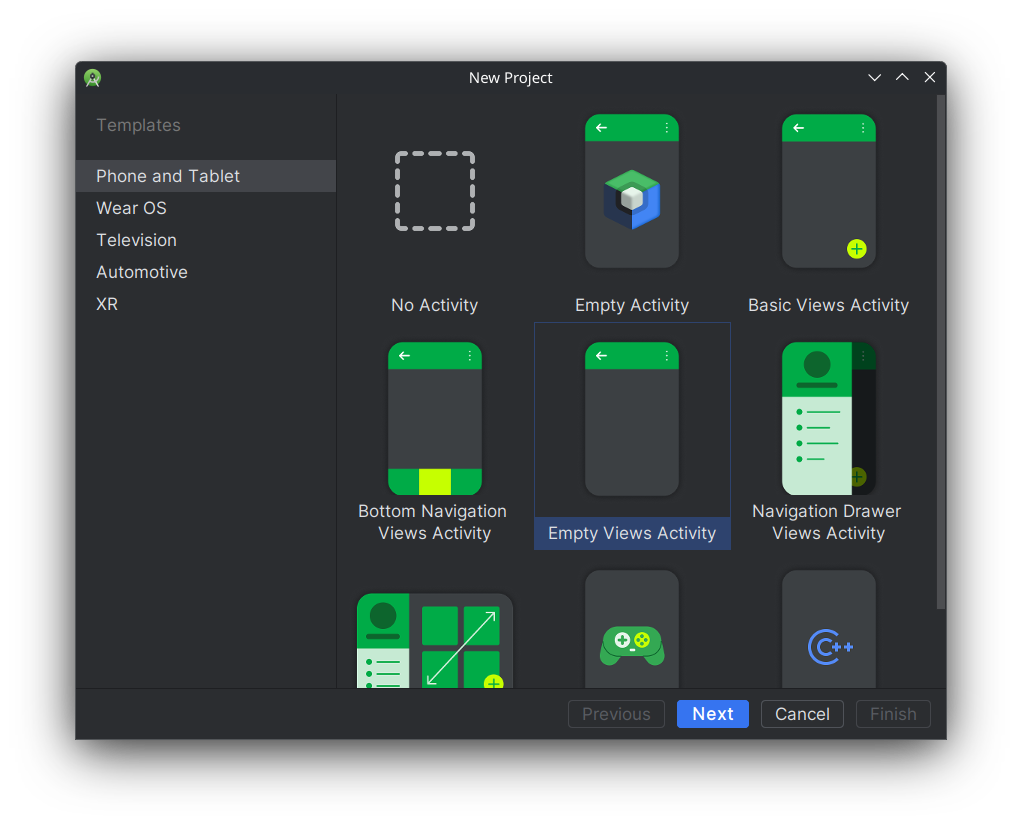 New Project
Templates
Phone and Tablet
Wear OS
Television
Automotive
XR
No Activity
Empty Activity
Basic Views Activity
Bottom Navigation
Views Activity
Empty Views Activity
Navigation Drawer
Views Activity
C++
Previous
Next
Cancel
Finish